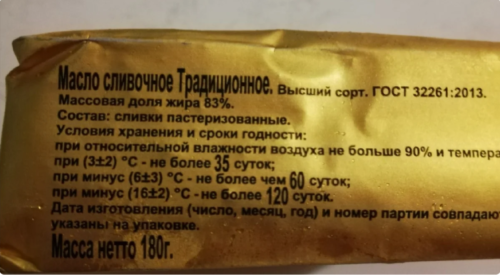 Масло сливочное Традиционное. Высший сорт. ГОСТ 32261:2013.
Массовая доля жира 83%.
Состав: сливки пастеризованные.
Условия хранения и сроки годности:
при относительной влажности воздуха не больше 90% и темпера
при (3±2) °С - не более 35 суток;
при минус (6±3) °С - не более чем 60 суток;
при минус (16±2) °С - не более 120 суток.
Дата изготовления (число, месяц, год) и номер партии совпадаю
указаны на упаковке.
Масса нетто 180г.